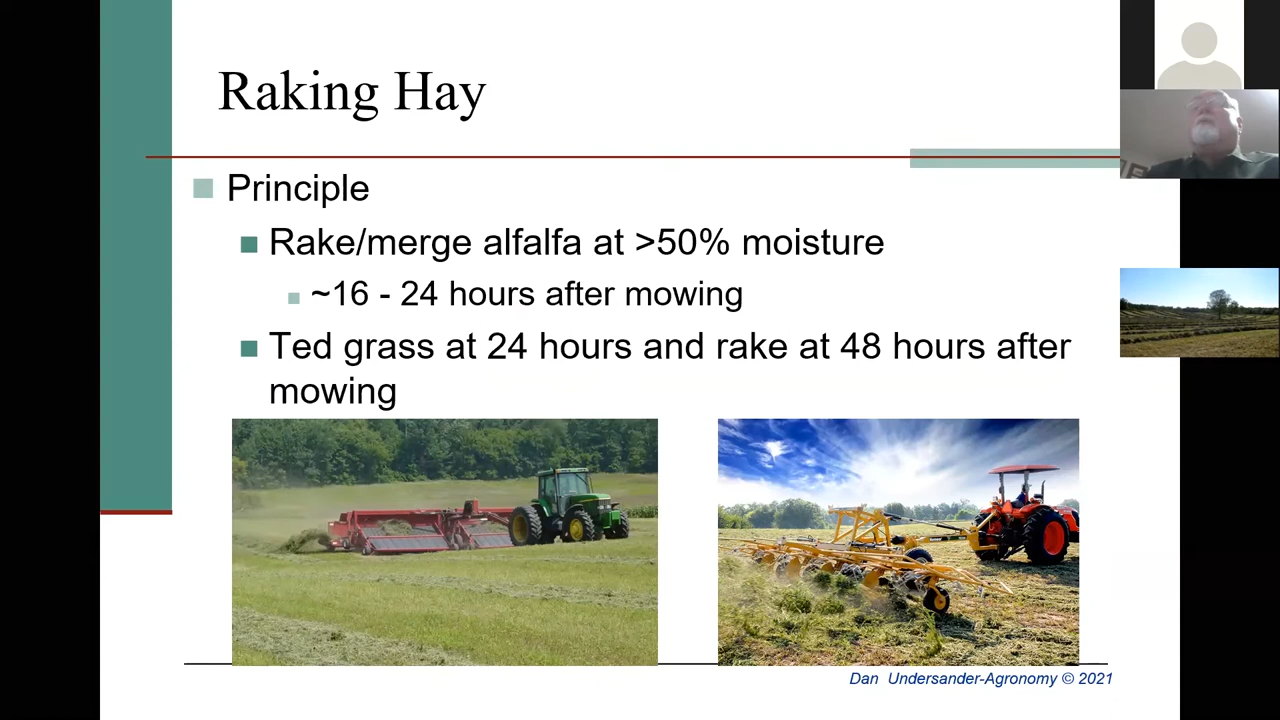 Raking Hay
Principle
Rake/merge alfalfa at >50% moisture
~16 - 24 hours after mowing
Ted grass at 24 hours and rake at 48 hours after
mowing
Dan Undersander-Agronomy © 2021